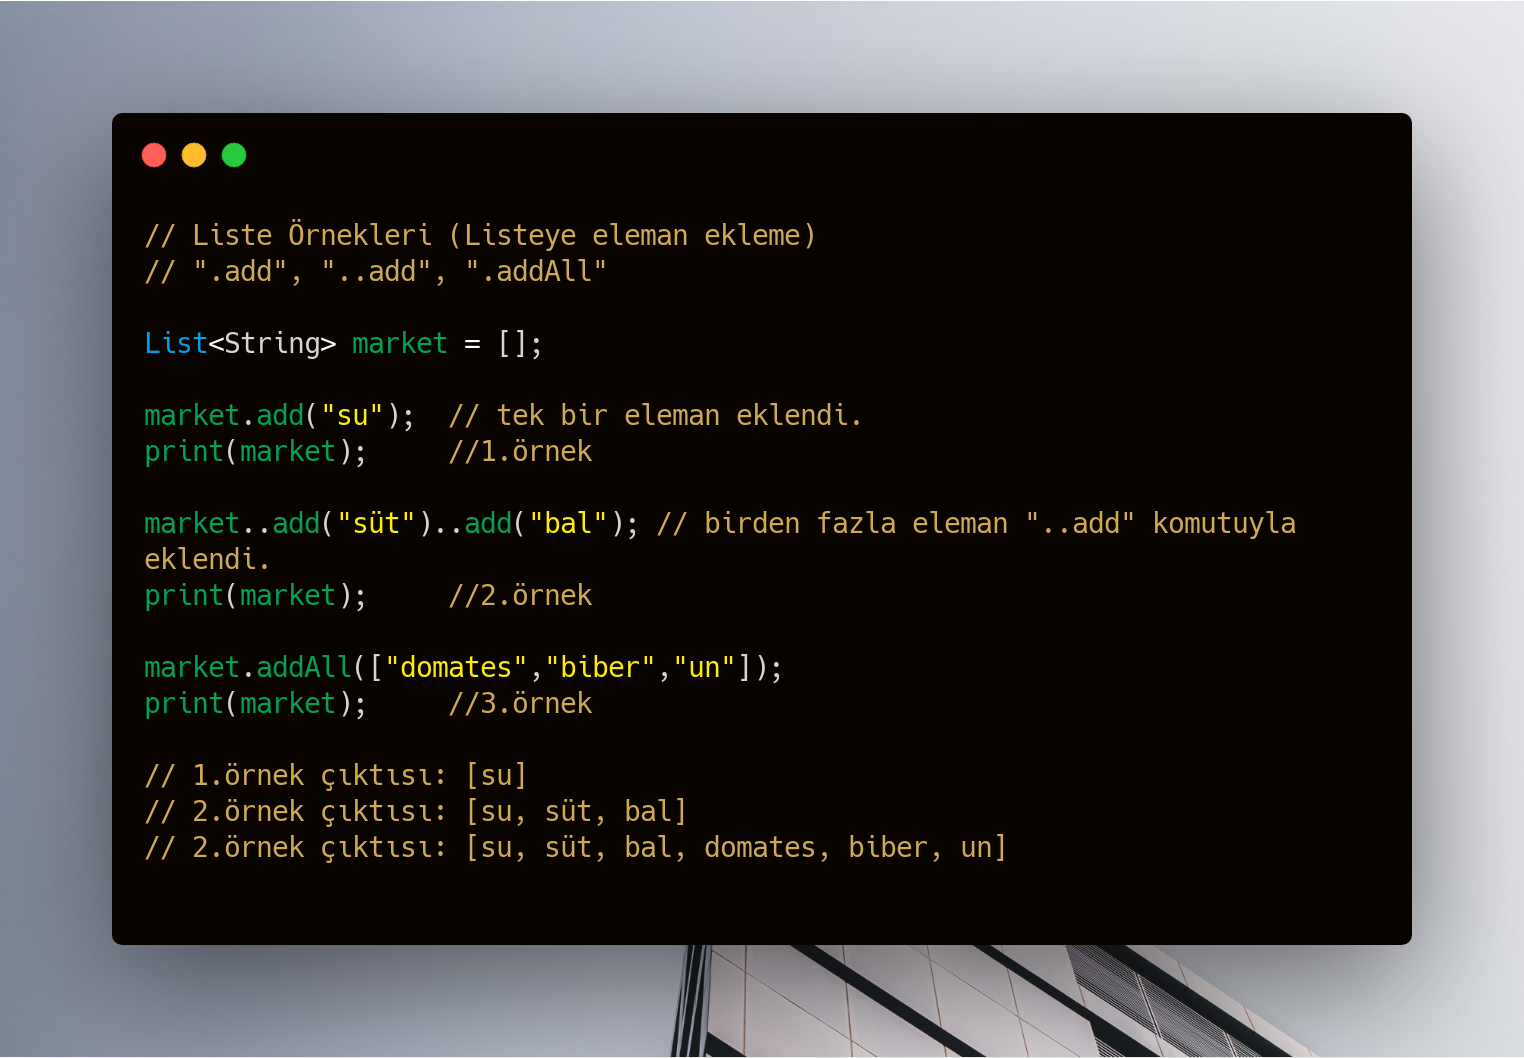 // Liste Örnekleri (Listeye eleman ekleme)
// ".add", "..add", ".addAll"
List<String> market = [];
market.add("su");  // tek bir eleman eklendi.
print(market);     //1.örnek
market..add("süt")..add("bal"); // birden fazla eleman "..add" komutuyla
eklendi.
print(market);     //2.örnek
market.addAll(["domates","biber","un"]);
print(market);     //3.örnek
// 1.örnek çıktısı: [su]
// 2.örnek çıktısı: [su, süt, bal]
// 2.örnek çıktısı: [su, süt, bal, domates, biber, un]